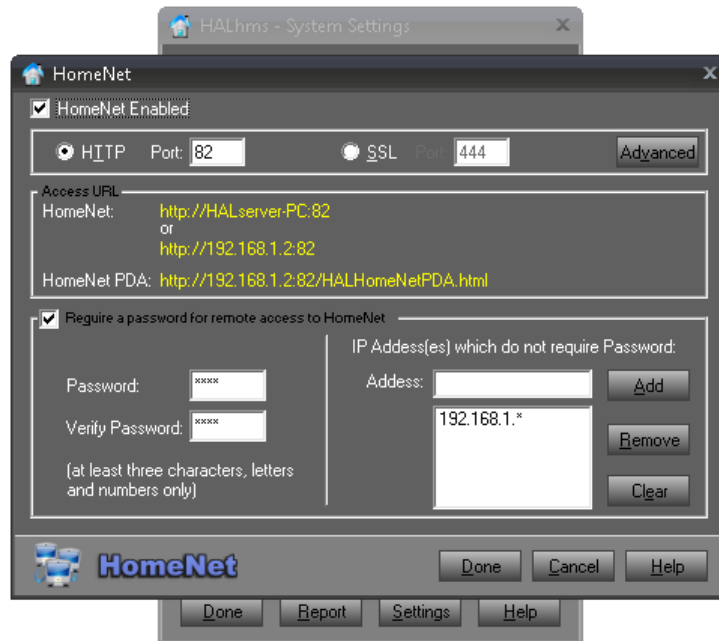 HALhms - System Settings
HomeNet
HomeNet Enabled
HTTP Port: 82 SSL Port: 444 Advanced
Access URL
HomeNet: http://HALserver-PC:82
or
http://192.168.1.2:82
HomeNet PDA: http://192.168.1.2:82/HALHomeNetPDA.html
Require a password for remote access to HomeNet
IP Addess(es) which do not require Password:
Password: ****
Addess: Add
192.168.1.*
Verify Password: ****
Remove
(at least three characters, letters
and numbers only)
Clear
HomeNet Done Cancel Help
Done Report Settings Help